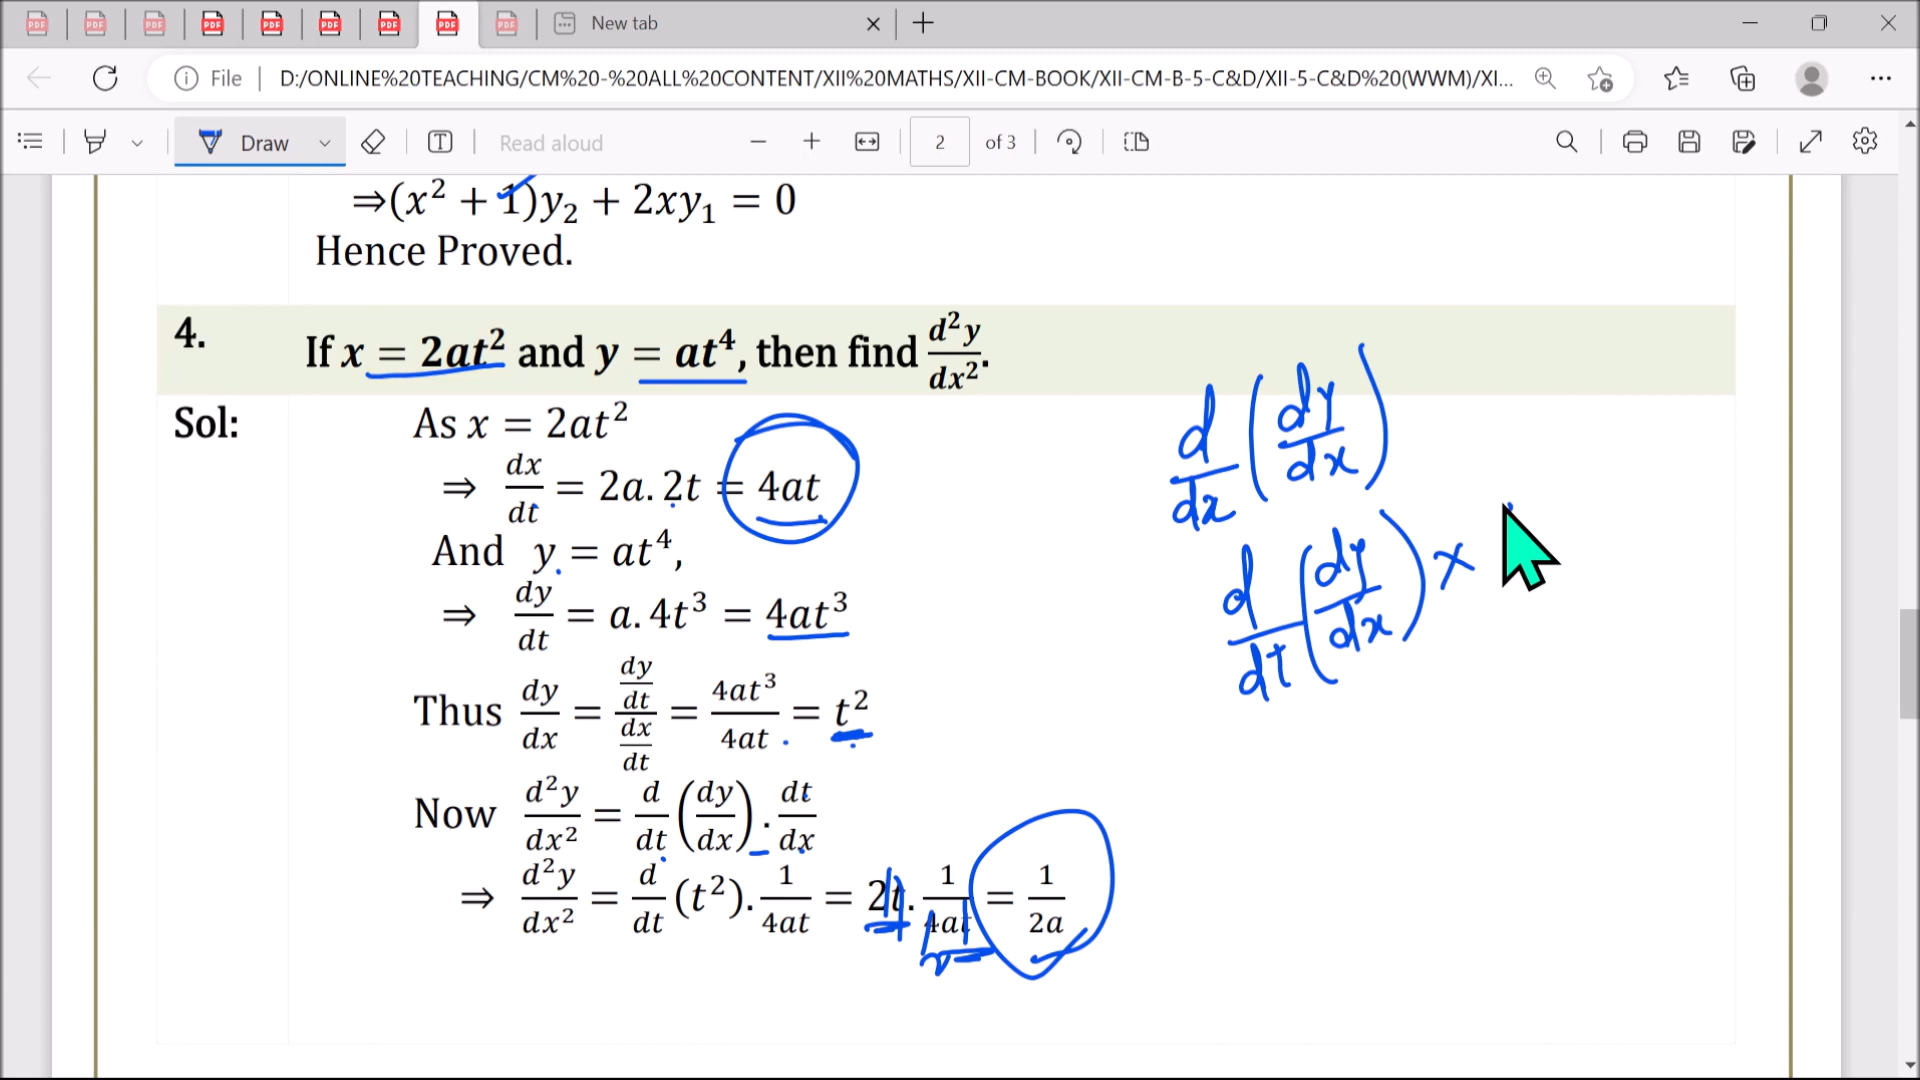 New tab
File D:/ONLINE%20TEACHING/CM%20-%20ALL%20CONTENT/XII%20MATHS/XII-CM-BOOK/XII-CM-B-5-C&D/XII-5-C&D%20(WWM)/XI...
Draw Read aloud 2 of 3
⇒(x² + 1)y₂ + 2xy₁ = 0
Hence Proved.
4. If x = 2at² and y = at⁴, then find d²y/dx².
Sol: As x = 2at²
⇒ dx/dt = 2a. 2t = 4at
And y = at⁴,
⇒ dy/dt = a. 4t³ = 4at³
Thus dy/dx = (dy/dt)/(dx/dt) = 4at³/4at = t²
Now d²y/dx² = d/dt (dy/dx) . dt/dx
⇒ d²y/dx² = d/dt (t²). 1/4at = 2t. 1/4at = 1/2a
2
d/dx (dy/dx)
d/dt (dy/dx) ×